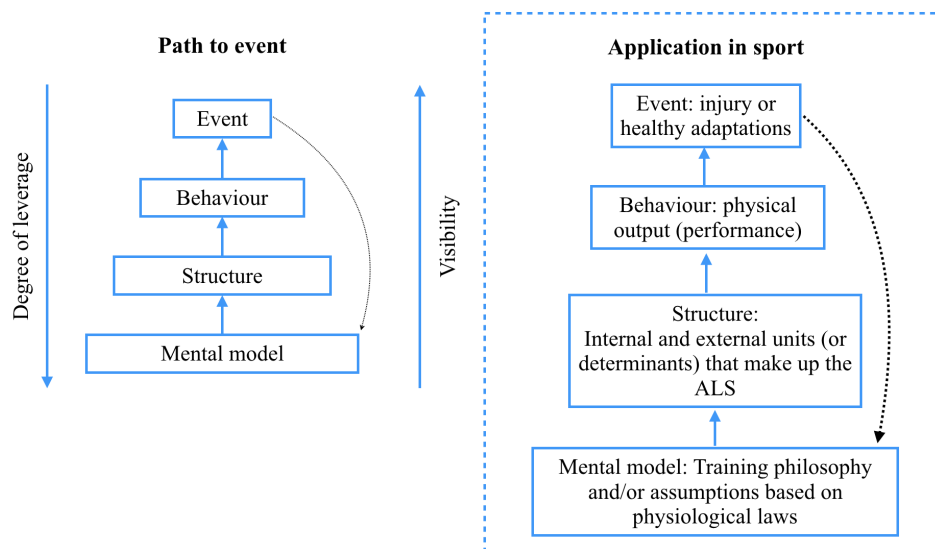 Path to event
Degree of leverage
Event
Behaviour
Structure
Mental model
Visibility
Application in sport
Event: injury or
healthy adaptations
Behaviour: physical
output (performance)
Structure:
Internal and external units (or
determinants) that make up the
ALS
Mental model: Training philosophy
and/or assumptions based on
physiological laws